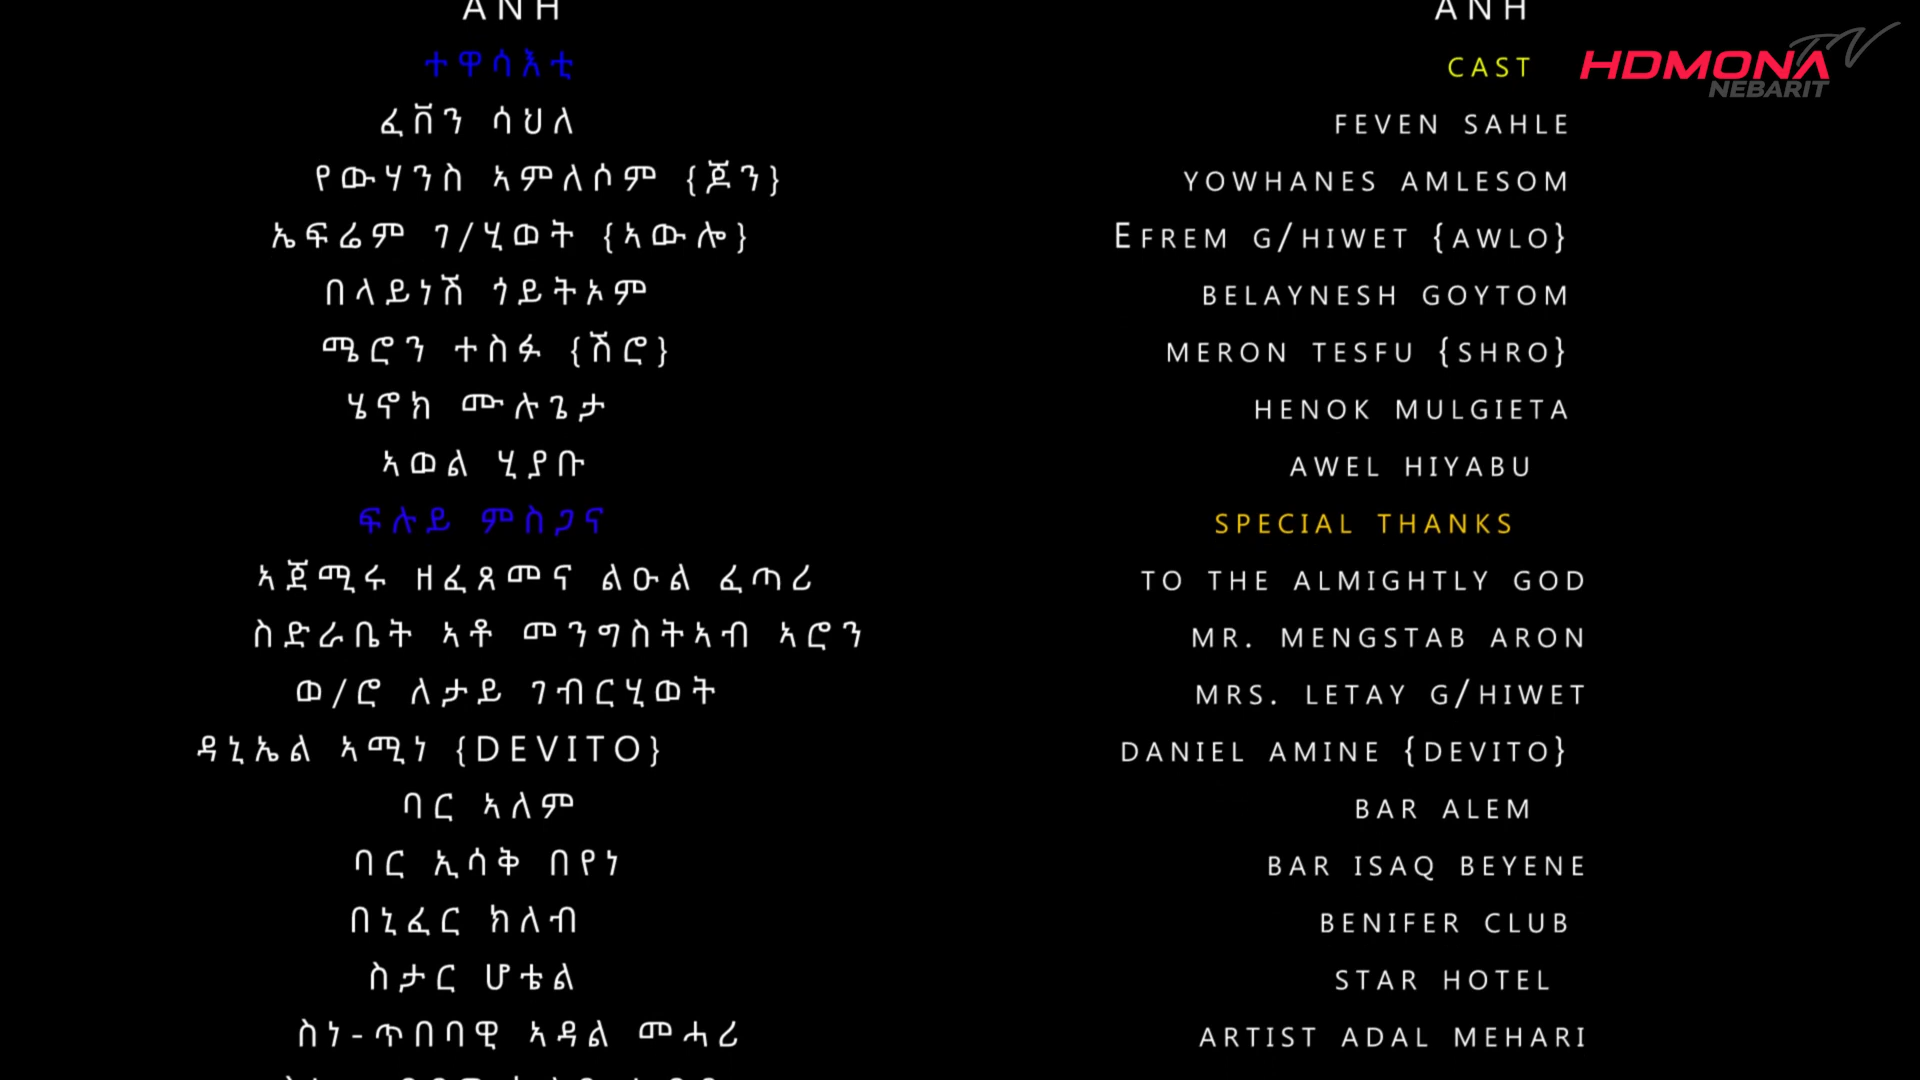 ANH
ተዋሳእቲ
ፈቨን ሳህለ
የውሃንስ ኣምለሶም {ጆን}
ኤፍሬም ገ/ሂወት {ኣውሎ}
በላይነሽ ጎይትኦም
ሜሮን ተስፉ {ሽሮ}
ሄኖክ ሙሉጌታ
ኣወል ሂያቡ
ፍሉይ ምስጋና
ኣጀሚሩ ዘፈጸመና ልዑል ፈጣሪ
ስድራቤት ኣቶ መንግስትኣብ ኣሮን
ወ/ሮ ለታይ ገብርሂወት
ዳኒኤል ኣሚነ {DEVITO}
ባር ኣለም
ባር ኢሳቅ በየነ
በኒፈር ክለብ
ስታር ሆቴል
ስነ-ጥበባዊ ኣዳል መሓሪ
ANH
CAST
FEVEN SAHLE
YOWHANES AMLESOM
EFREM G/HIWET {AWLO}
BELAYNESH GOYTOM
MERON TESFU {SHRO}
HENOK MULGIETA
AWEL HIYABU
SPECIAL THANKS
TO THE ALMIGHTLY GOD
MR. MENGSTAB ARON
MRS. LETAY G/HIWET
DANIEL AMINE {DEVITO}
BAR ALEM
BAR ISAQ BEYENE
BENIFER CLUB
STAR HOTEL
ARTIST ADAL MEHARI
HDMONA TV
NEBARIT